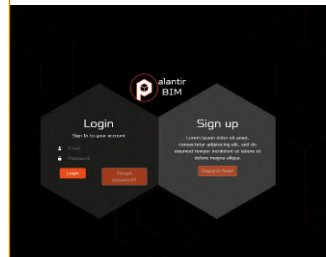 alantir
BIM
Login
Sign In to your account
Email
Password
Login
Forgot
password?
Sign up
Lorem ipsum dolor sit amet,
consectetur adipisicing elit, sed do
eiusmod tempor incididunt ut labore et
dolore magna aliqua.
Register Now!